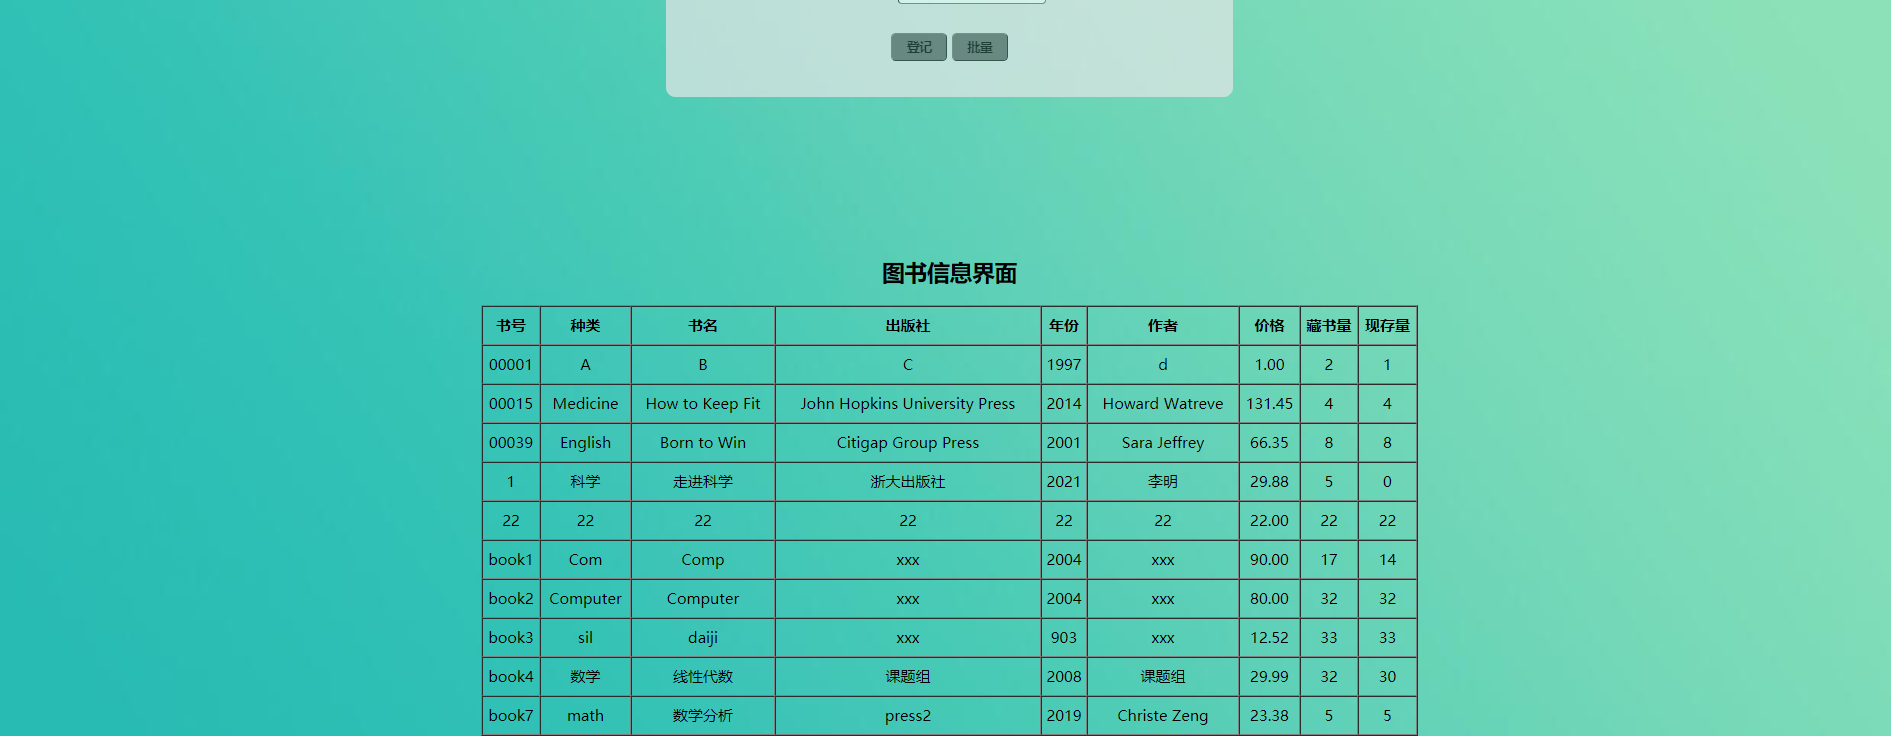 登记 批量
图书信息界面
书号 种类 书名 出版社 年份 作者 价格 藏书量 现存量
00001 A B C 1997 d 1.00 2 1
00015 Medicine How to Keep Fit John Hopkins University Press 2014 Howard Watreve 131.45 4 4
00039 English Born to Win Citigap Group Press 2001 Sara Jeffrey 66.35 8 8
1 科学 走进科学 浙大出版社 2021 李明 29.88 5 0
22 22 22 22 22 22 22.00 22 22
book1 Com Comp xxx 2004 xxx 90.00 17 14
book2 Computer Computer xxx 2004 xxx 80.00 32 32
book3 sil daiji xxx 903 xxx 12.52 33 33
book4 数学 线性代数 课题组 2008 课题组 29.99 32 30
book7 math 数学分析 press2 2019 Christe Zeng 23.38 5 5